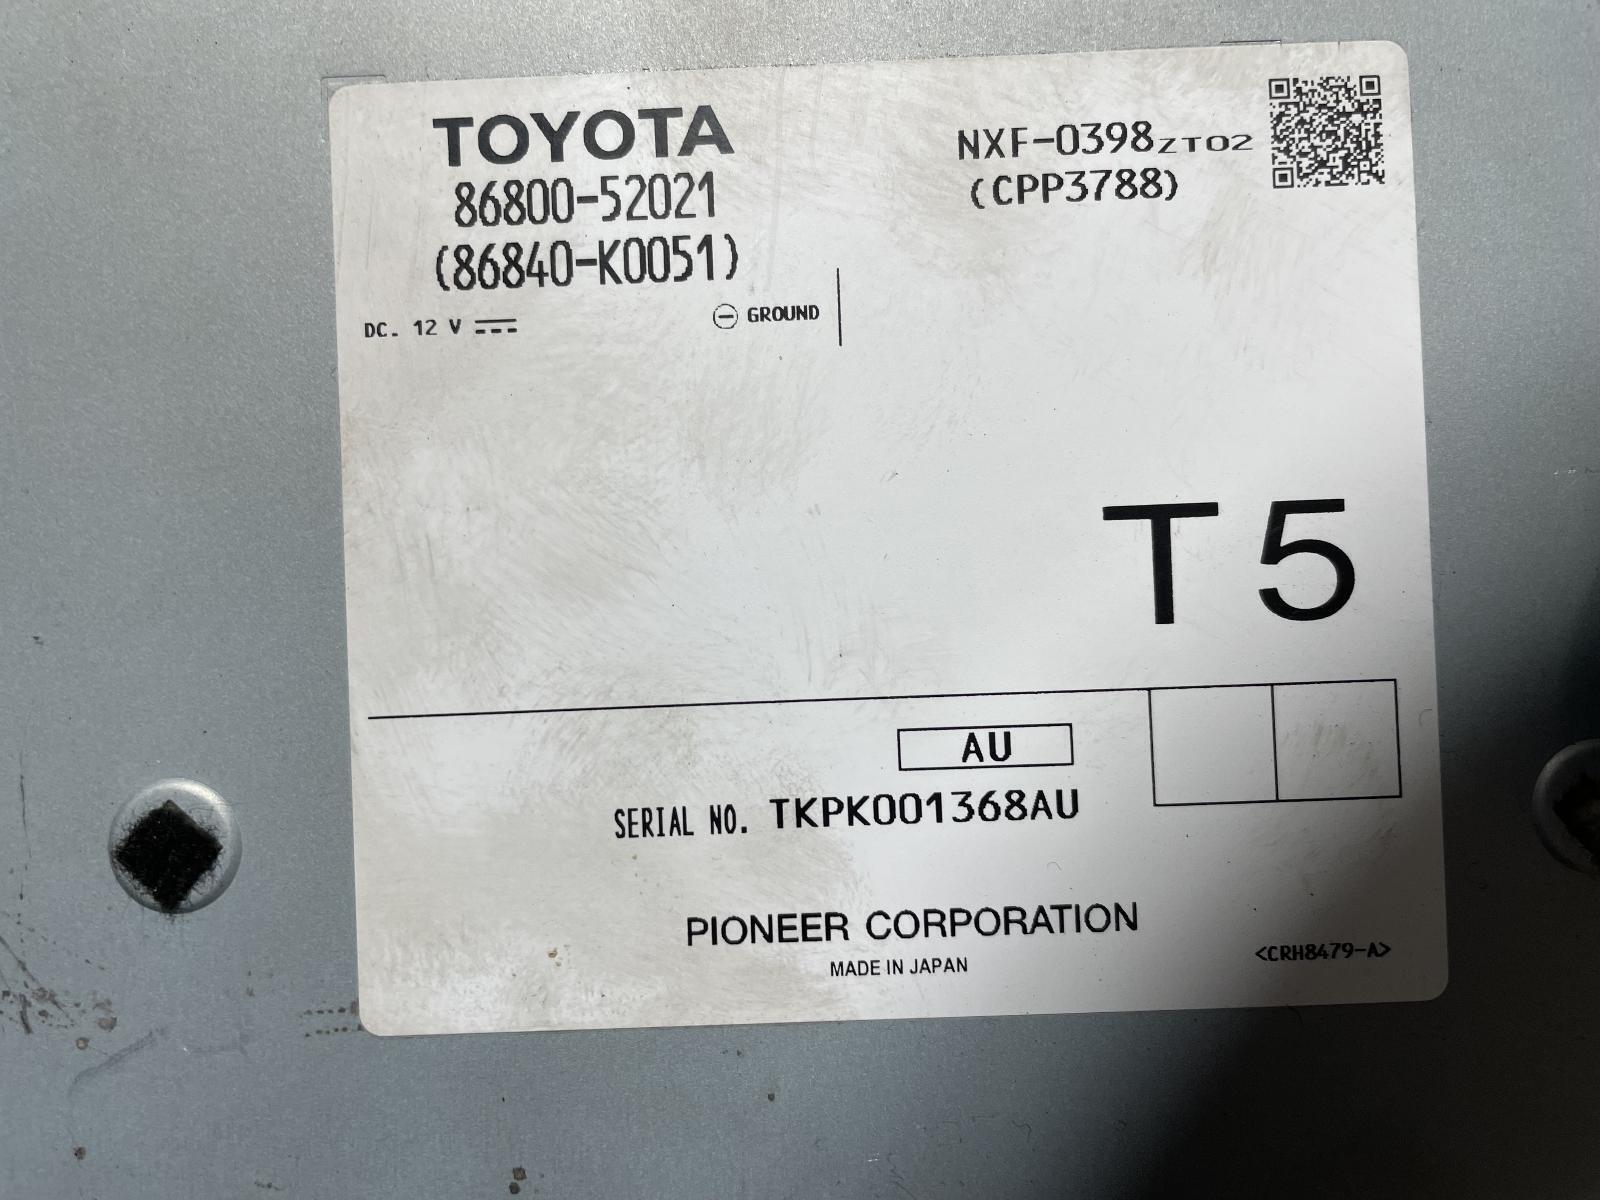 TOYOTA
86800-52021
(86840-K0051)
DC. 12 V
GROUND
NXF-0398ZT02
(CPP3788)
T5
AU
SERIAL NO. TKPK001368AU
PIONEER CORPORATION
MADE IN JAPAN
<CRH8479-A>